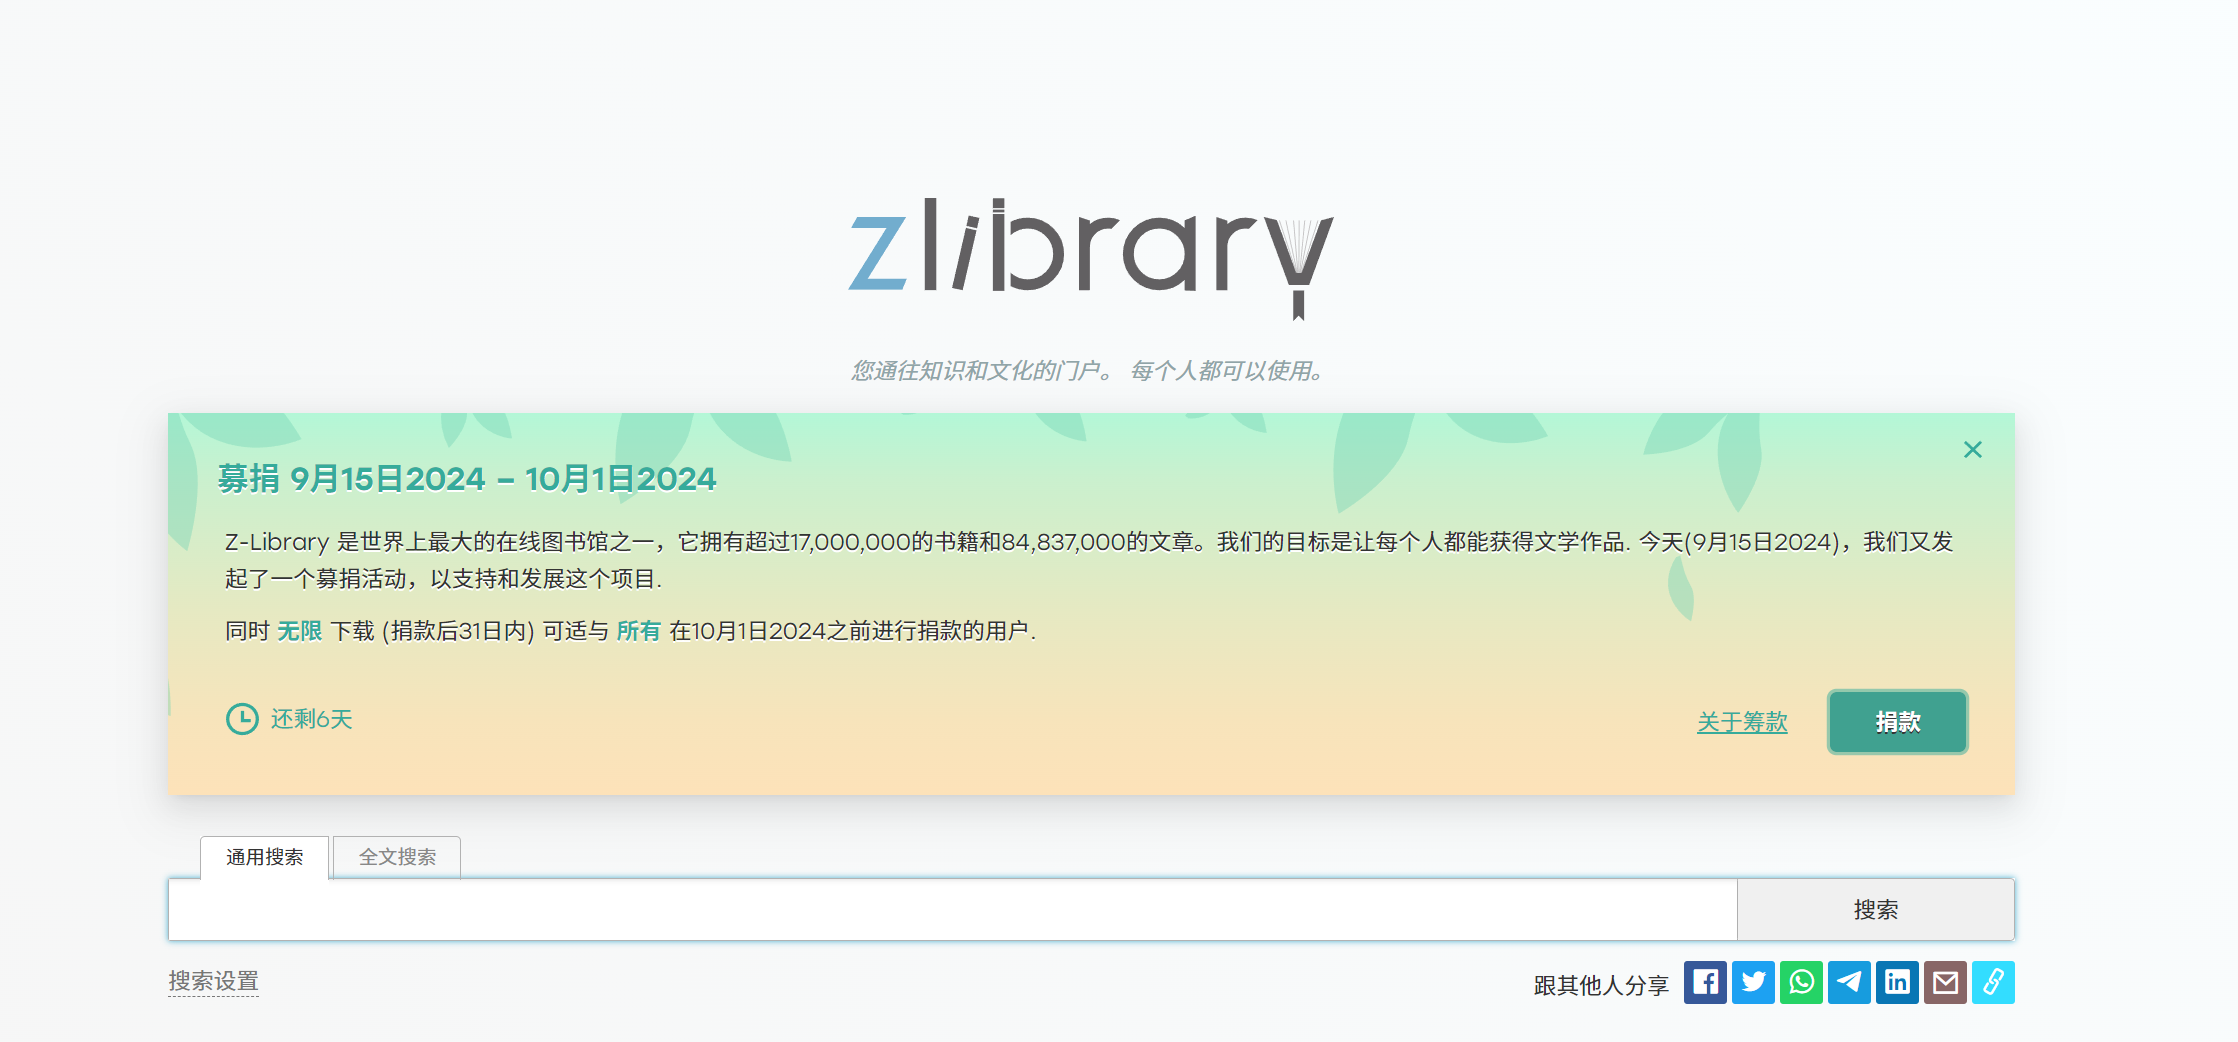 zlibrary
您通往知识和文化的门户。 每个人都可以使用。
募捐 9月15日2024 – 10月1日2024
Z-Library 是世界上最大的在线图书馆之一，它拥有超过17,000,000的书籍和84,837,000的文章。我们的目标是让每个人都能获得文学作品. 今天(9月15日2024)，我们又发
起了一个募捐活动，以支持和发展这个项目.
同时 无限 下载 (捐款后31日内) 可适与 所有 在10月1日2024之前进行捐款的用户.
还剩6天
关于筹款
捐款
通用搜索
全文搜索
搜索
搜索设置
跟其他人分享